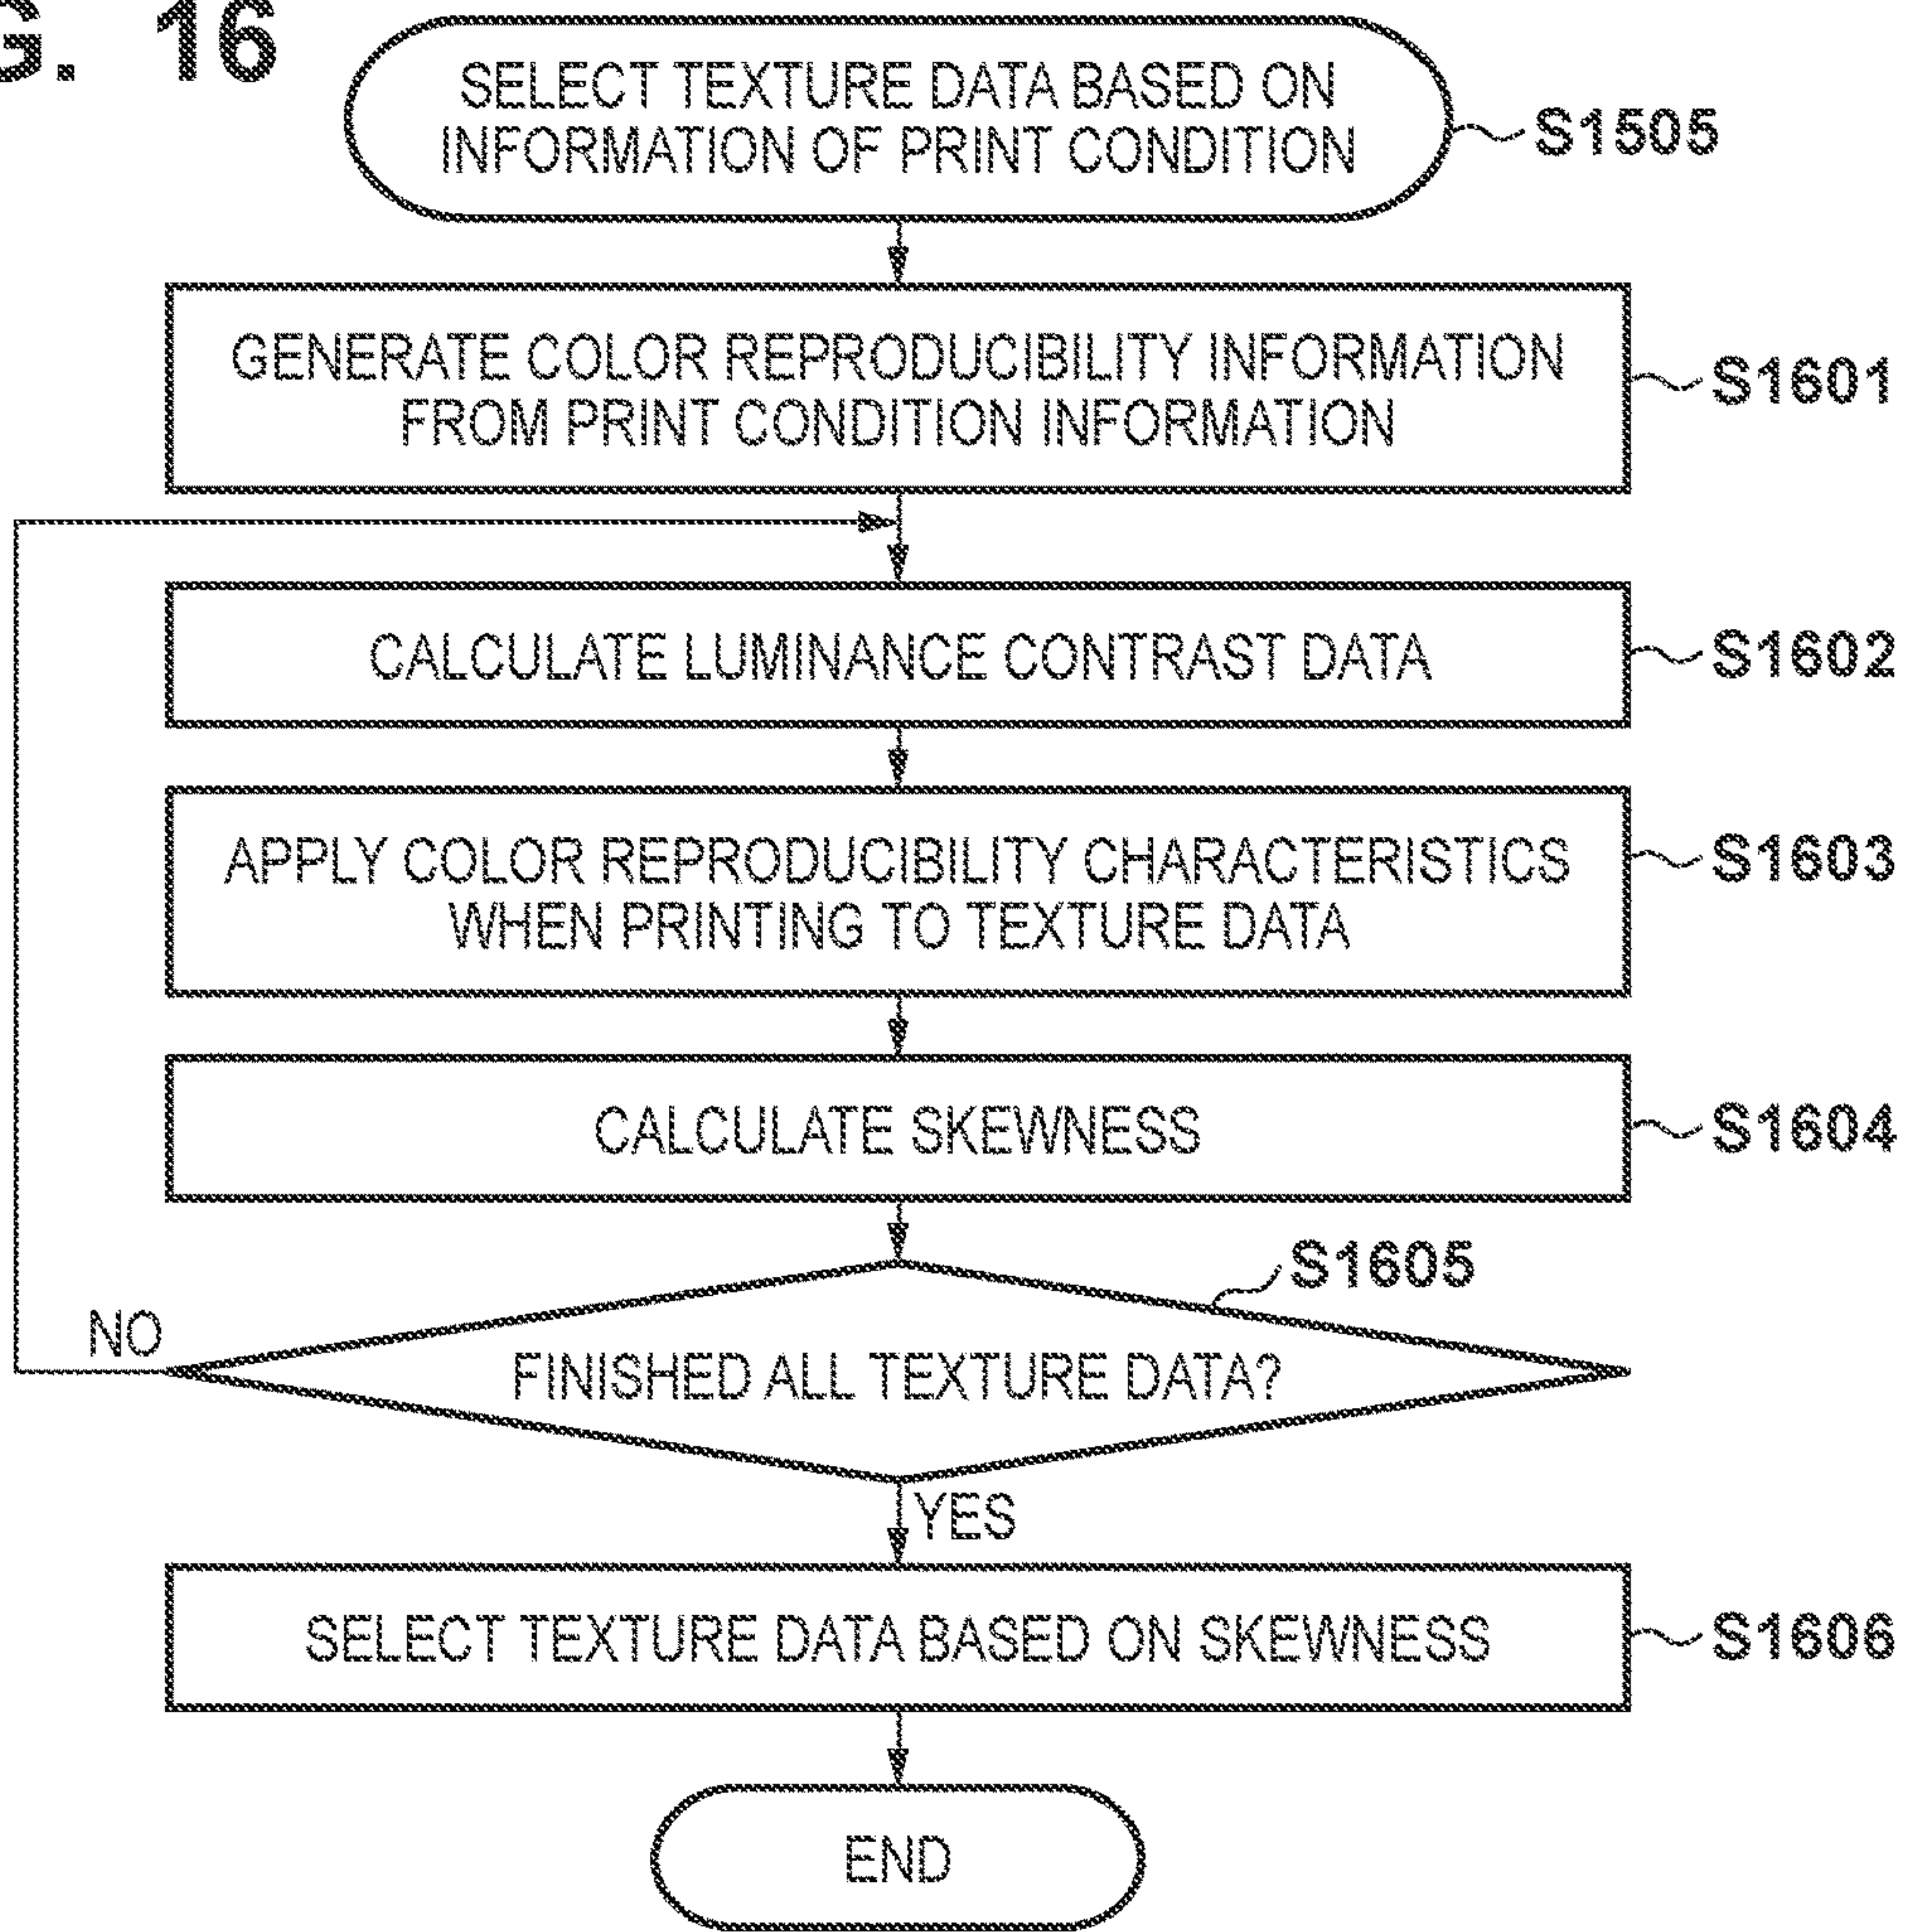 G. 16
SELECT TEXTURE DATA BASED ON
INFORMATION OF PRINT CONDITION
S1505
GENERATE COLOR REPRODUCIBILITY INFORMATION
FROM PRINT CONDITION INFORMATION
S1601
CALCULATE LUMINANCE CONTRAST DATA
S1602
APPLY COLOR REPRODUCIBILITY CHARACTERISTICS
WHEN PRINTING TO TEXTURE DATA
S1603
CALCULATE SKEWNESS
S1604
S1605
NO
FINISHED ALL TEXTURE DATA?
YES
SELECT TEXTURE DATA BASED ON SKEWNESS
S1606
END